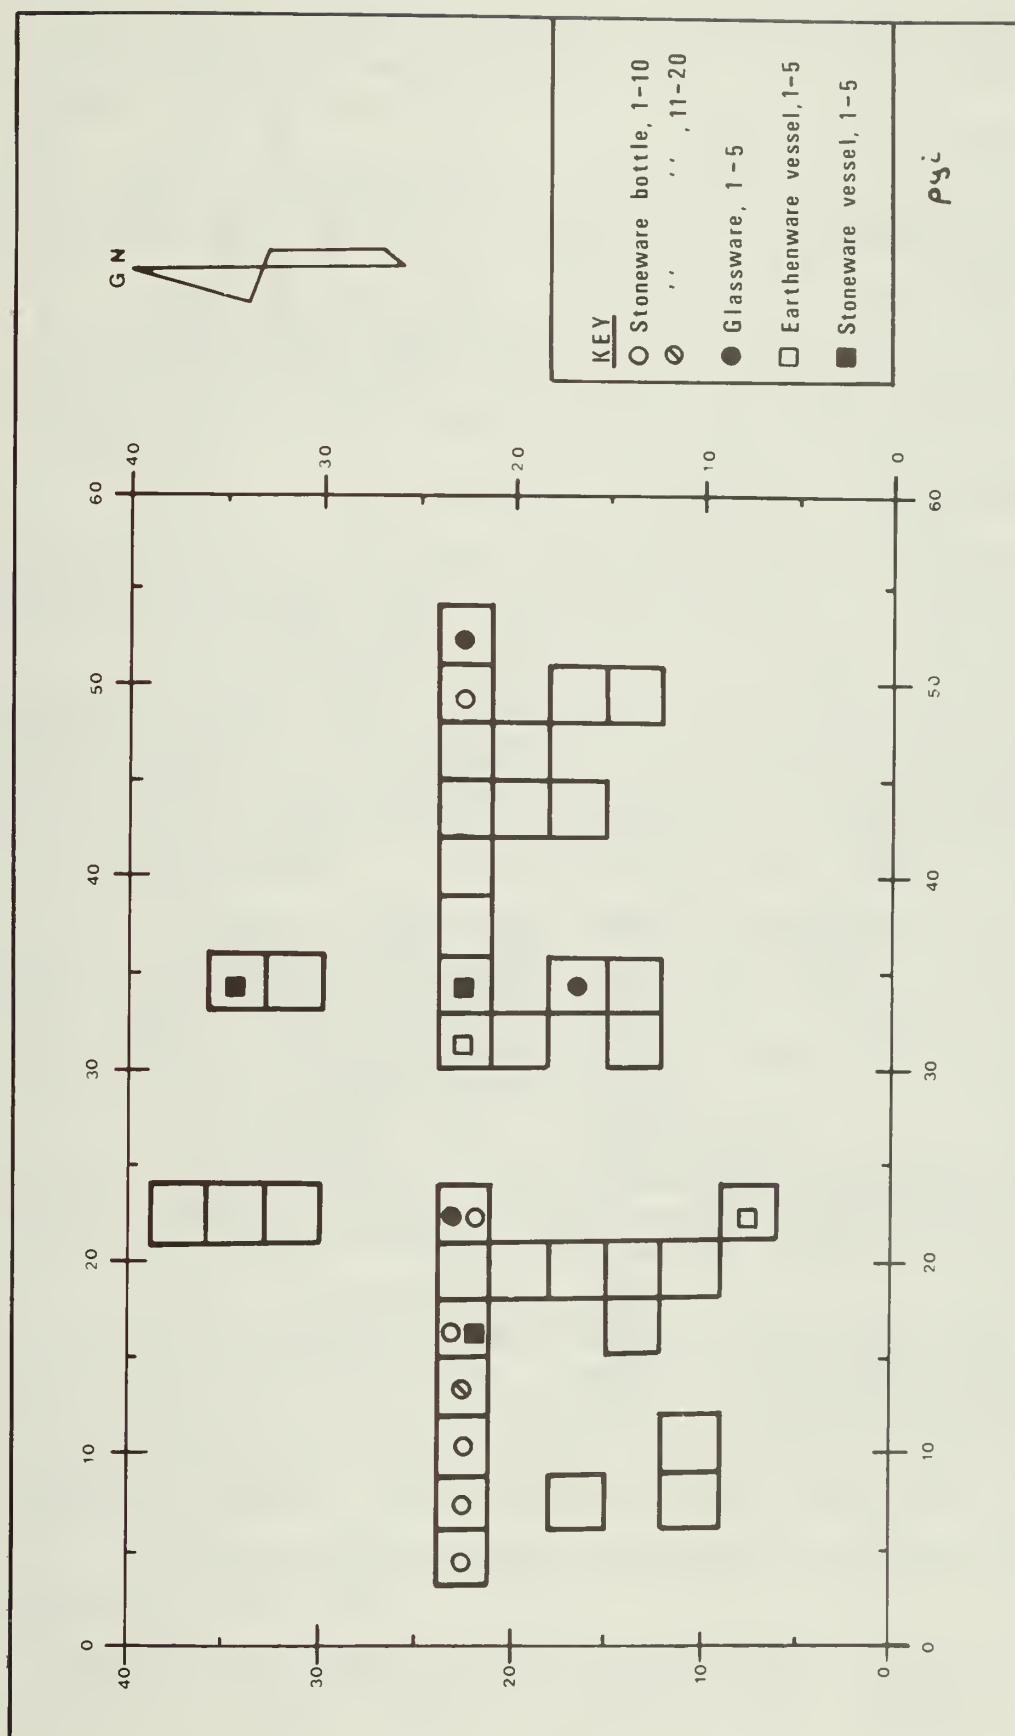 G N
KEY
Stoneware bottle, 1-10
,, ,, , 11-20
Glassware, 1-5
Earthenware vessel, 1-5
Stoneware vessel, 1-5
0 10 20 30 40 50 60
40 30 20 10 0
40 30 20 10 0
0 10 20 30 40 50 60